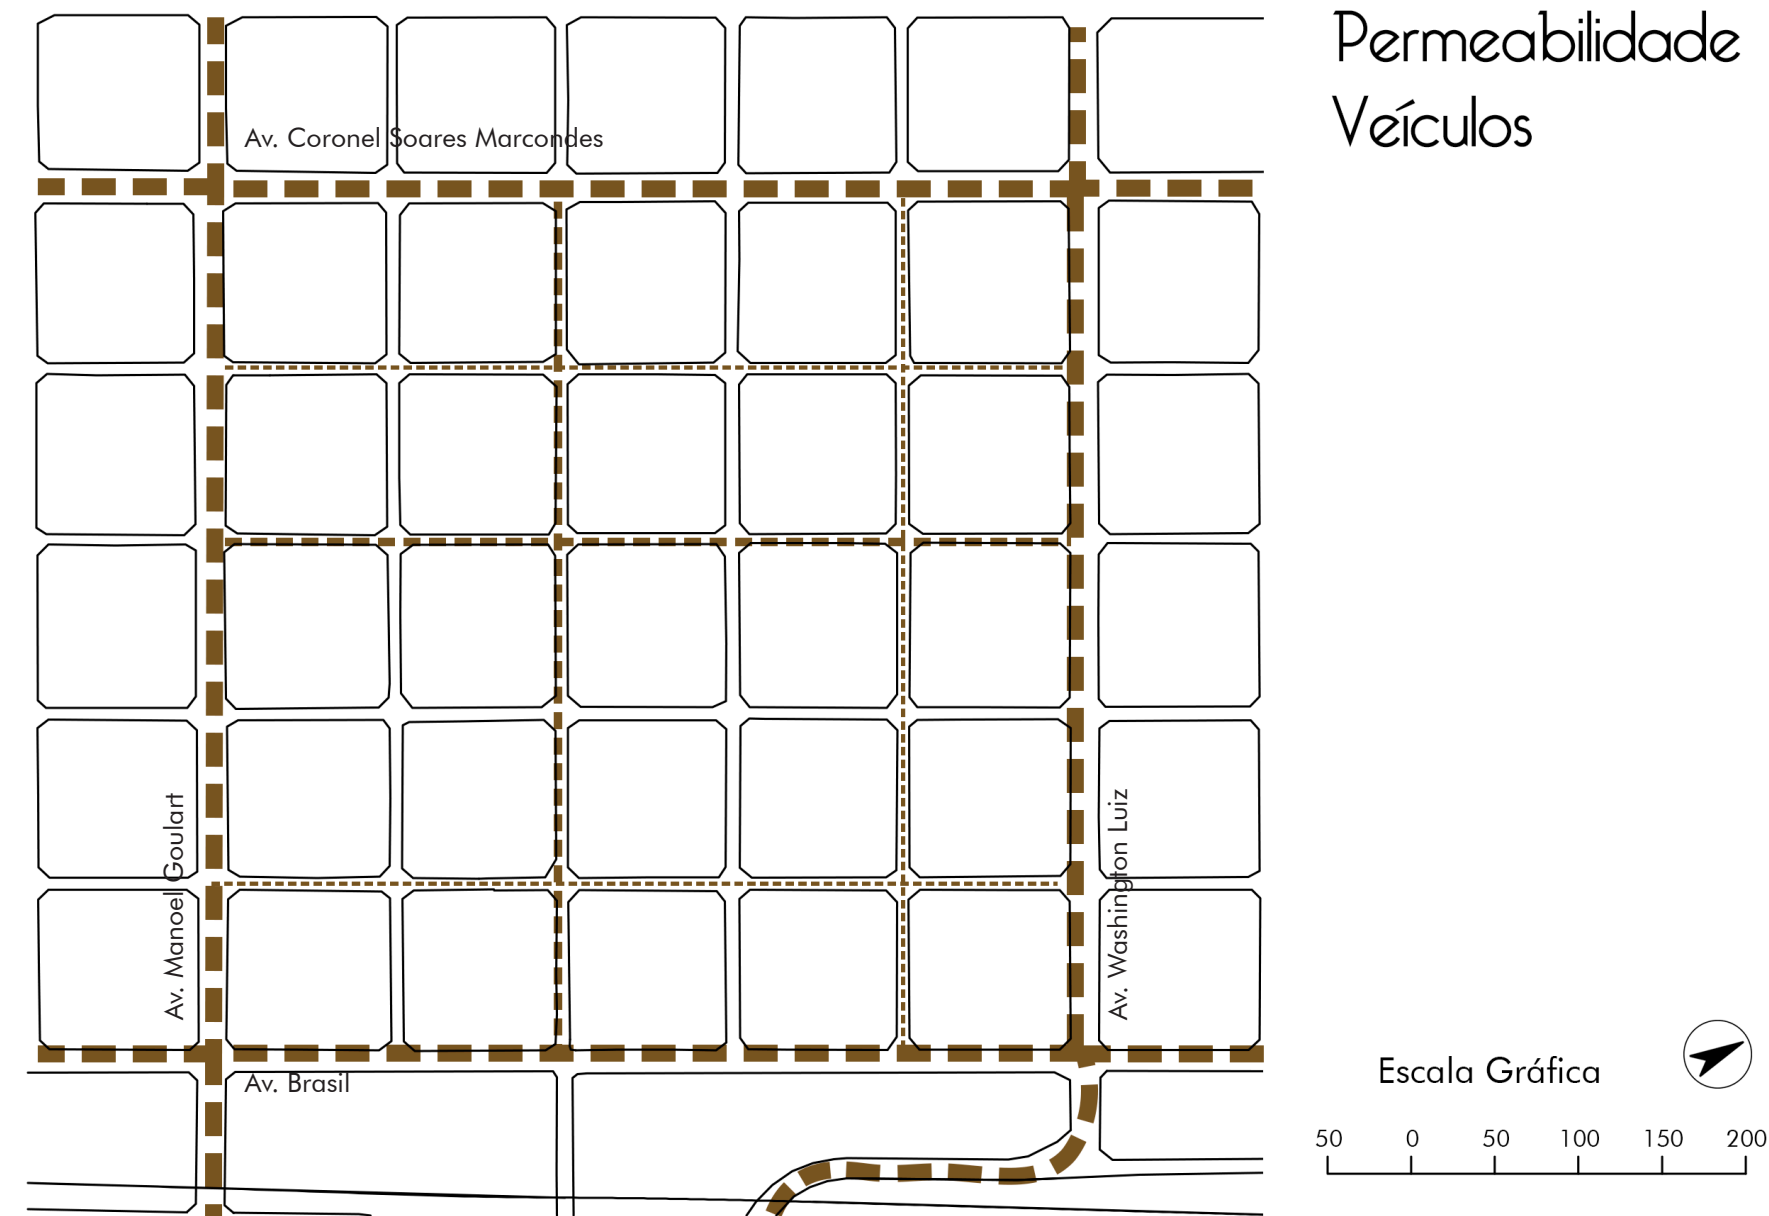 Permeabilidade
Veículos
Av. Coronel Soares Marcondes
Av. Manoel Goulart
Av. Washington Luiz
Av. Brasil
Escala Gráfica
50 0 50 100 150 200